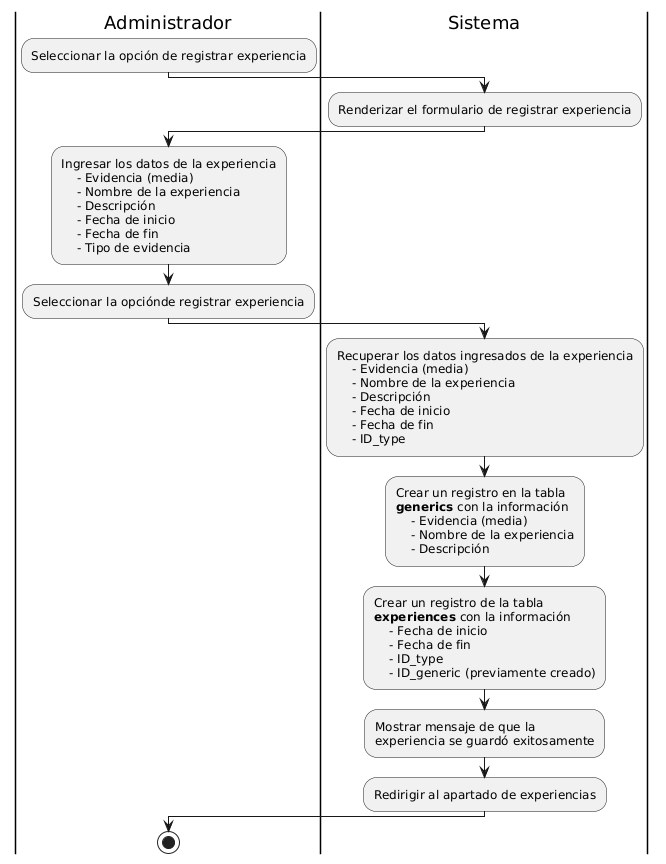 Administrador
Sistema
Seleccionar la opción de registrar experiencia
Renderizar el formulario de registrar experiencia
Ingresar los datos de la experiencia
- Evidencia (media)
- Nombre de la experiencia
- Descripción
- Fecha de inicio
- Fecha de fin
- Tipo de evidencia
Seleccionar la opciónde registrar experiencia
Recuperar los datos ingresados de la experiencia
- Evidencia (media)
- Nombre de la experiencia
- Descripción
- Fecha de inicio
- Fecha de fin
- ID_type
Crear un registro en la tabla
generics con la información
- Evidencia (media)
- Nombre de la experiencia
- Descripción
Crear un registro de la tabla
experiences con la información
- Fecha de inicio
- Fecha de fin
- ID_type
- ID_generic (previamente creado)
Mostrar mensaje de que la
experiencia se guardó exitosamente
Redirigir al apartado de experiencias